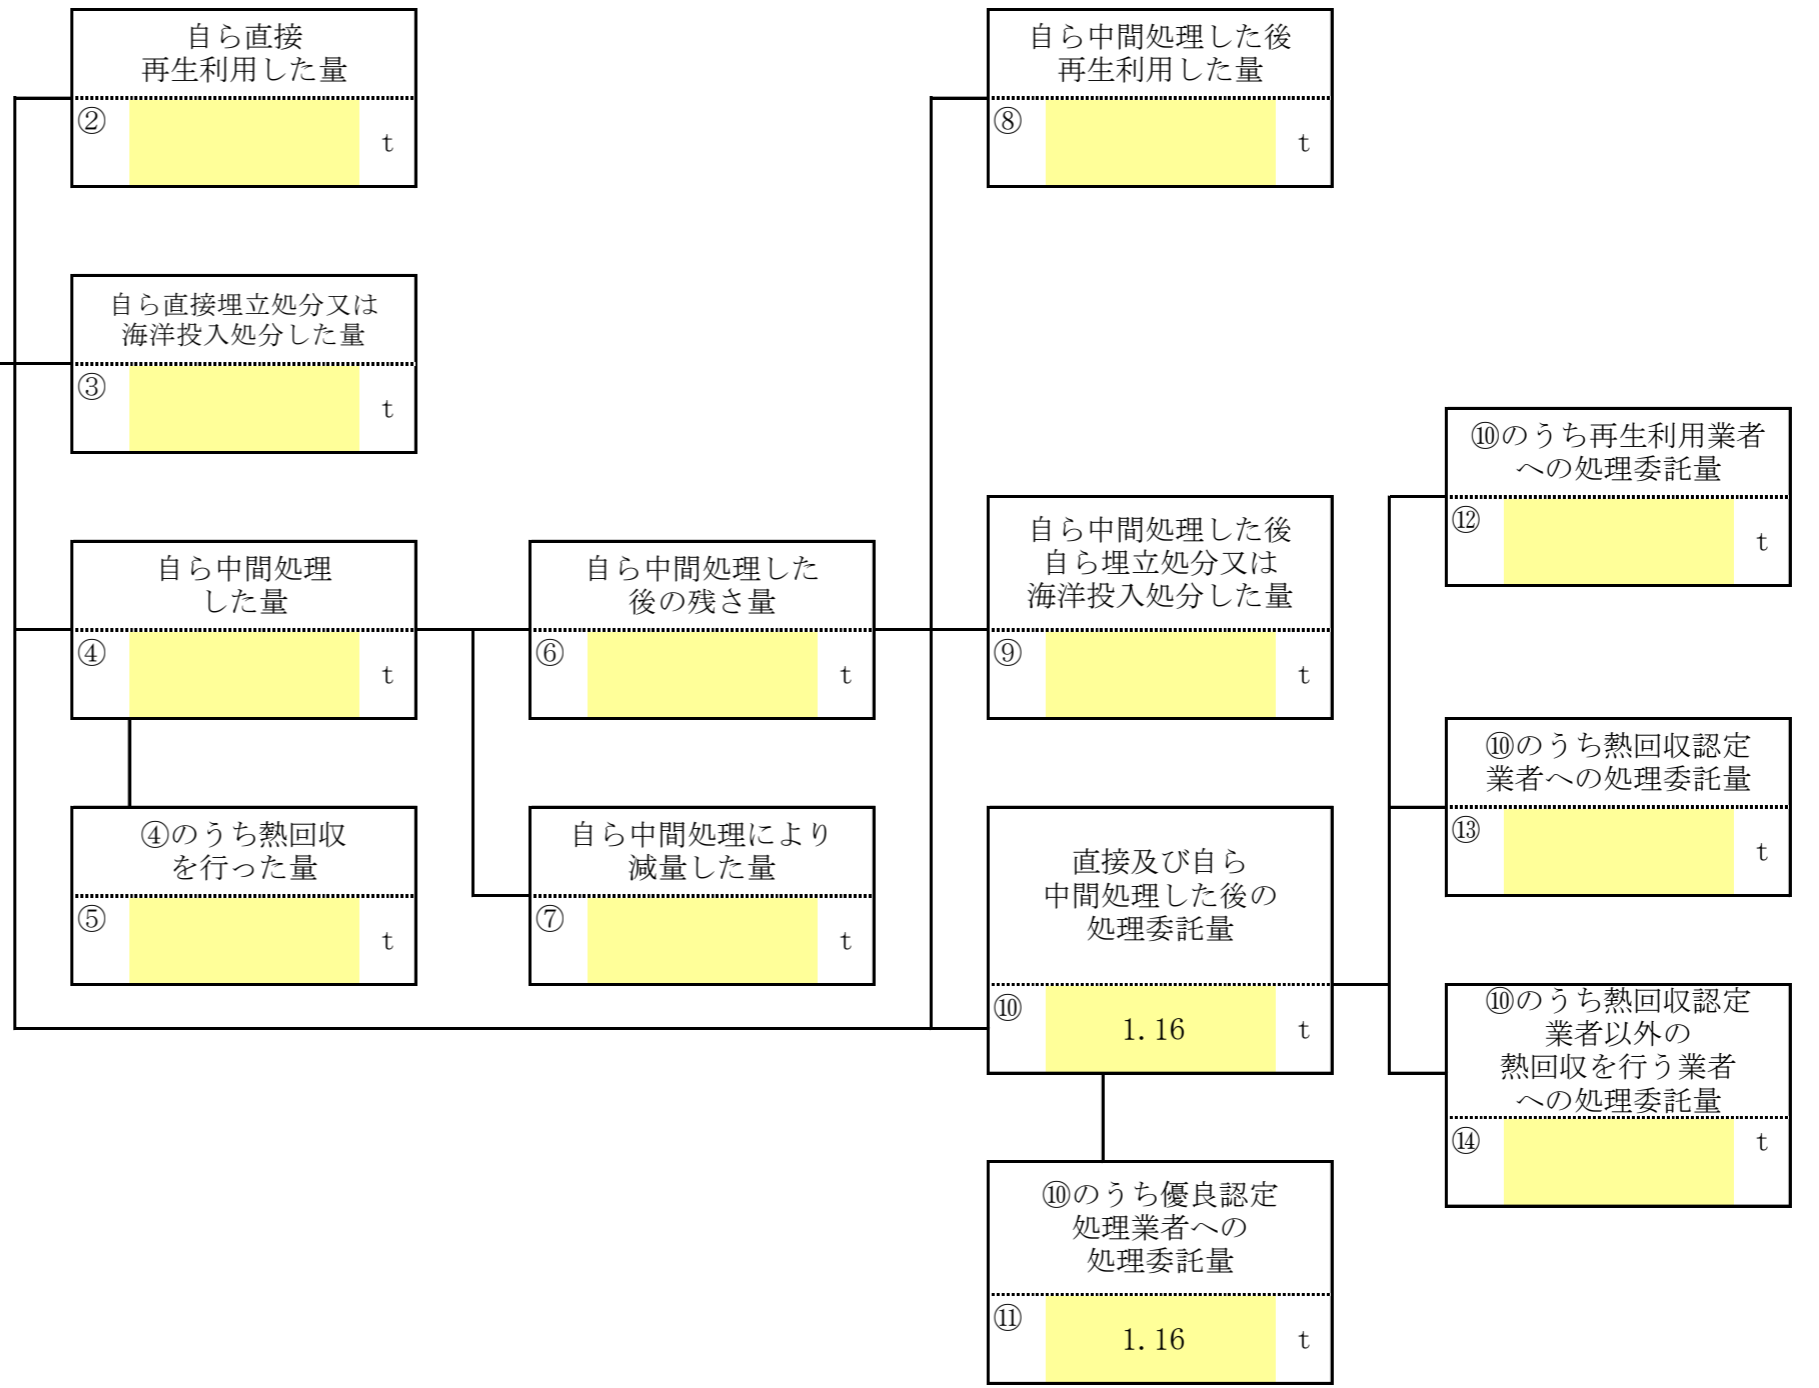 自ら直接
再生利用した量
②
t
自ら中間処理した後
再生利用した量
⑧
t
自ら直接埋立処分又は
海洋投入処分した量
③
t
⑩のうち再生利用業者
への処理委託量
⑫
t
自ら中間処理
した量
④
t
自ら中間処理した
後の残さ量
⑥
t
自ら中間処理した後
自ら埋立処分又は
海洋投入処分した量
⑨
t
⑩のうち熱回収認定
業者への処理委託量
⑬
t
④のうち熱回収
を行った量
⑤
t
自ら中間処理により
減量した量
⑦
t
直接及び自ら
中間処理した後の
処理委託量
⑩
1.16
t
⑩のうち熱回収認定
業者以外の
熱回収を行う業者
への処理委託量
⑭
t
⑩のうち優良認定
処理業者への
処理委託量
⑪
1.16
t